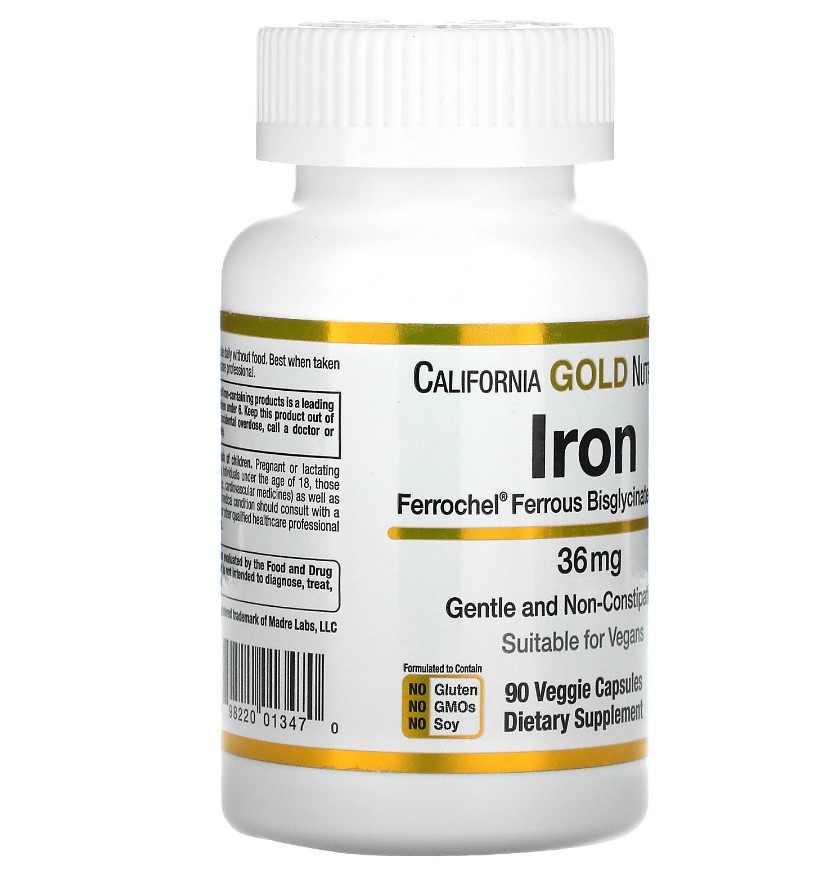 daily without food. Best when taken
professional.
iron-containing products is a leading
under 6. Keep this product out of
overdose, call a doctor or
of children. Pregnant or lactating
individuals under the age of 18, those
cardiovascular medicines) as well as
condition should consult with a
other qualified healthcare professional
evaluated by the Food and Drug
not intended to diagnose, treat,
trademark of Madre Labs, LLC
98220 01347 0
CALIFORNIA GOLD
Iron
Ferrochel® Ferrous Bisglycinate
36 mg
Gentle and Non-Constipat
Suitable for Vegans
Formulated to Contain
NO Gluten
NO GMOs
NO Soy
90 Veggie Capsules
Dietary Supplement